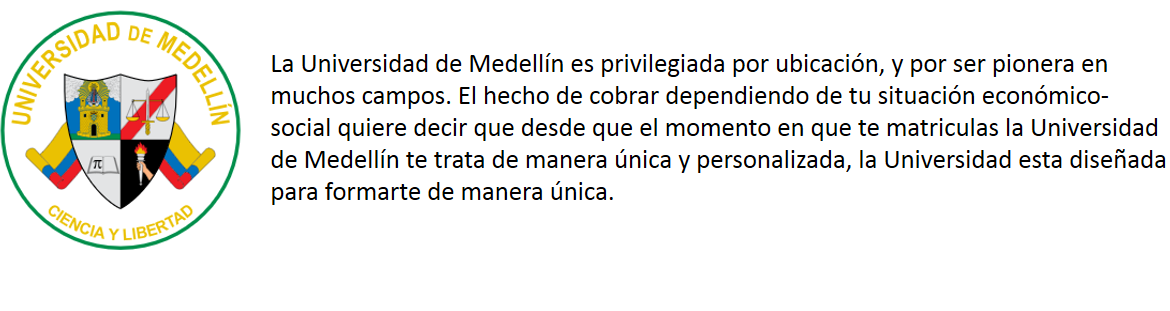 UNIVERSIDAD DE MEDELLÍN
π
CIENCIA Y LIBERTAD
La Universidad de Medellín es privilegiada por ubicación, y por ser pionera en
muchos campos. El hecho de cobrar dependiendo de tu situación económico-
social quiere decir que desde que el momento en que te matriculas la Universidad
de Medellín te trata de manera única y personalizada, la Universidad esta diseñada
para formarte de manera única.